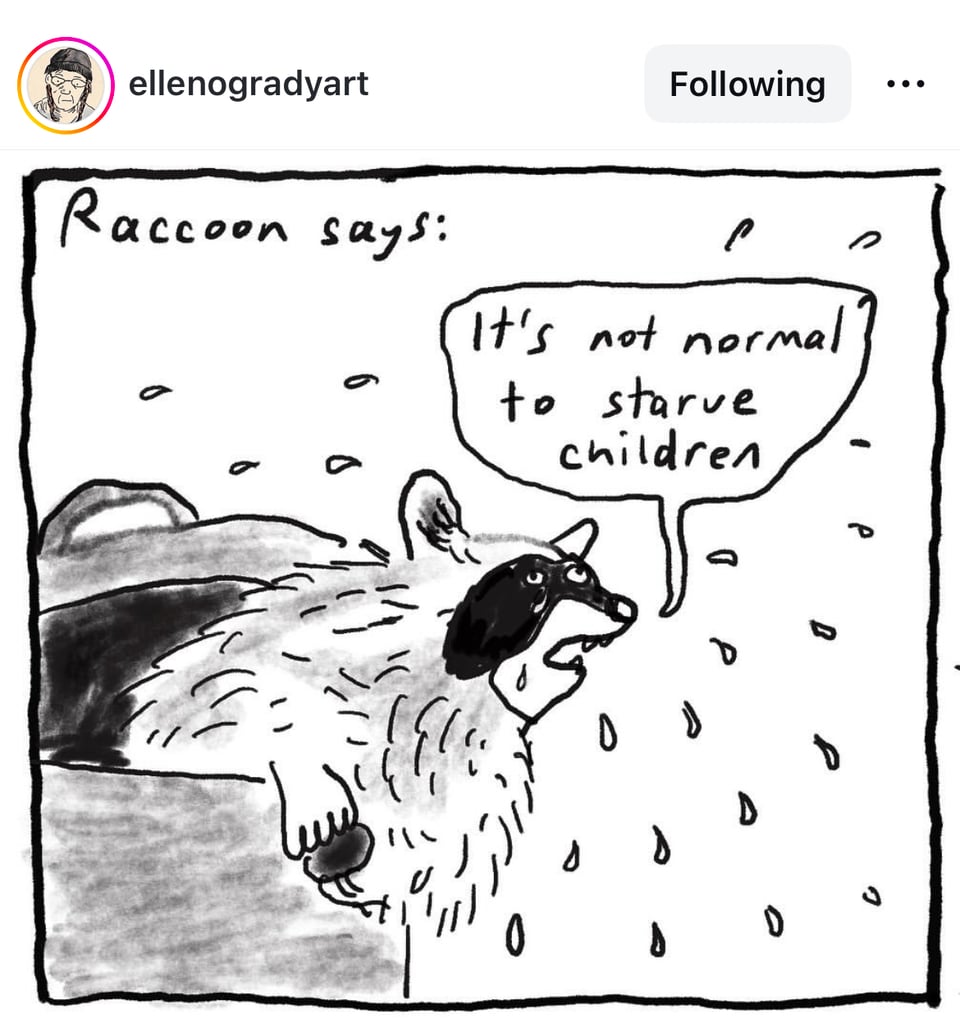 ellenogradyart
Following
Raccoon says:
It's not normal
to starve
children